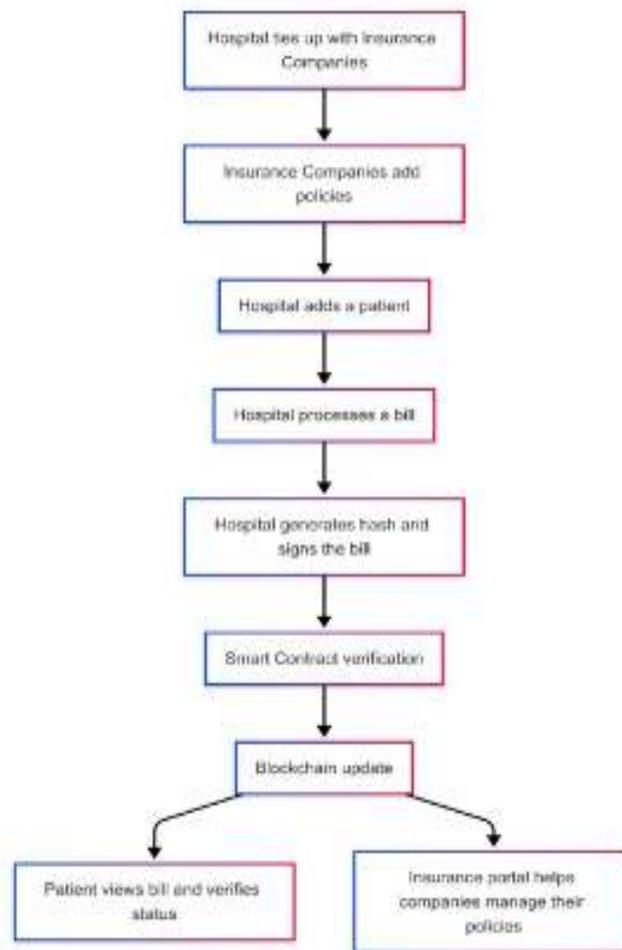 Hospital ties up with Insurance
Companies
Insurance Companies add
policies
Hospital adds a patient
Hospital processes a bill
Hospital generates hash and
signs the bill
Smart Contract verification
Blockchain update
Patient views bill and verifies
status
Insurance portal helps
companies manage their
policies